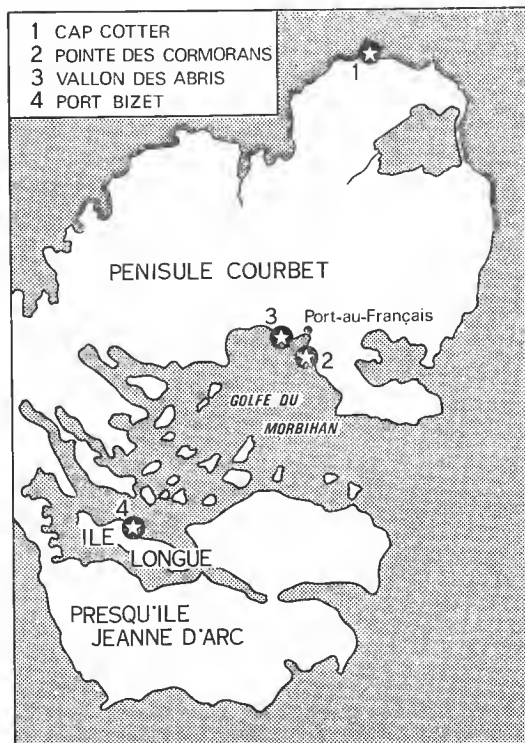 1 CAP COTTER
2 POINTE DES CORMORANS
3 VALLON DES ABRIS
4 PORT BIZET
1
PENISULE COURBET
3
Port-au-Français
2
GOLFE DU
MORBIHAN
4
ILE
LONGUE
PRESQU'ILE
JEANNE D'ARC